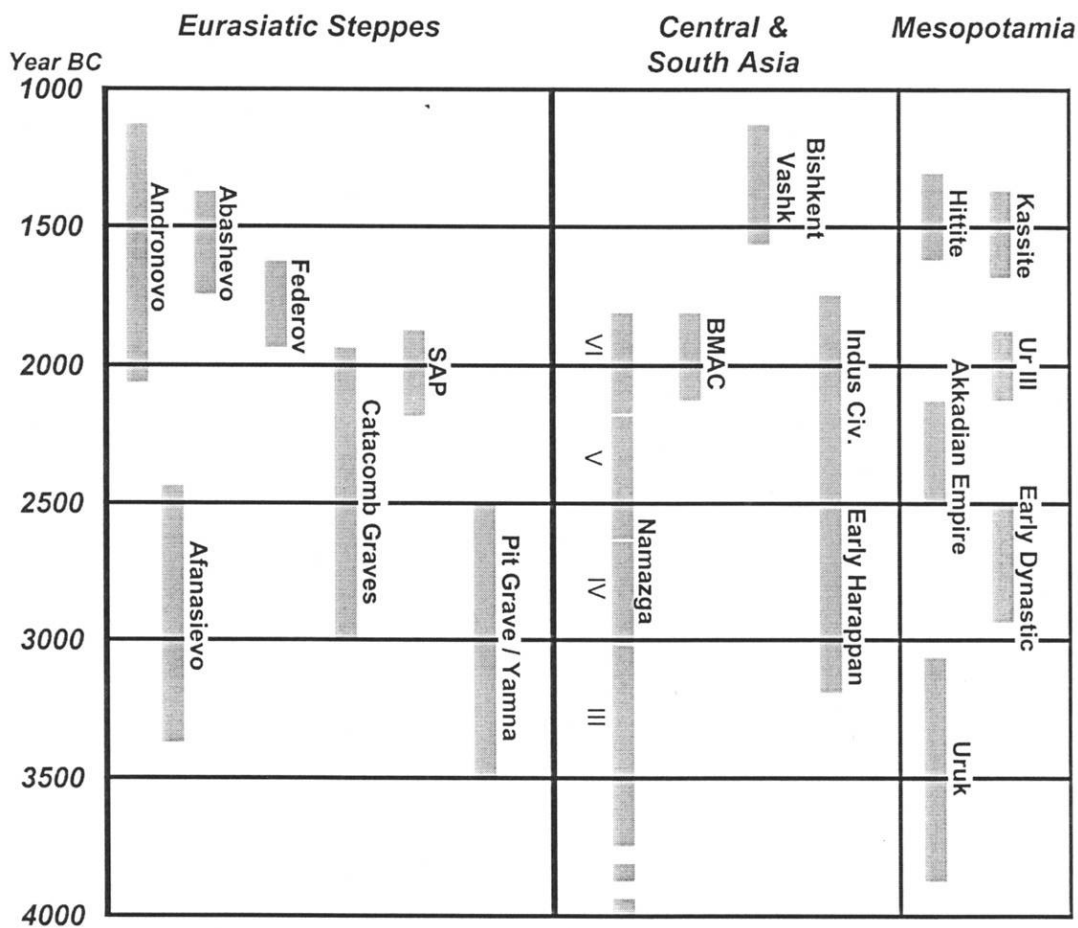 Eurasiatic Steppes
Central &
South Asia
Mesopotamia
Year BC
1000
1500
2000
2500
3000
3500
4000
Andronovo
Abashevo
Federov
SAP
Catacomb Graves
Afanasievo
Pit Grave / Yamna
Bishkent
Vashk
VI
V
IV
III
Namazga
BMAC
Indus Civ.
Early Harappan
Hittite
Kassite
Ur III
Akkadian Empire
Early Dynastic
Uruk